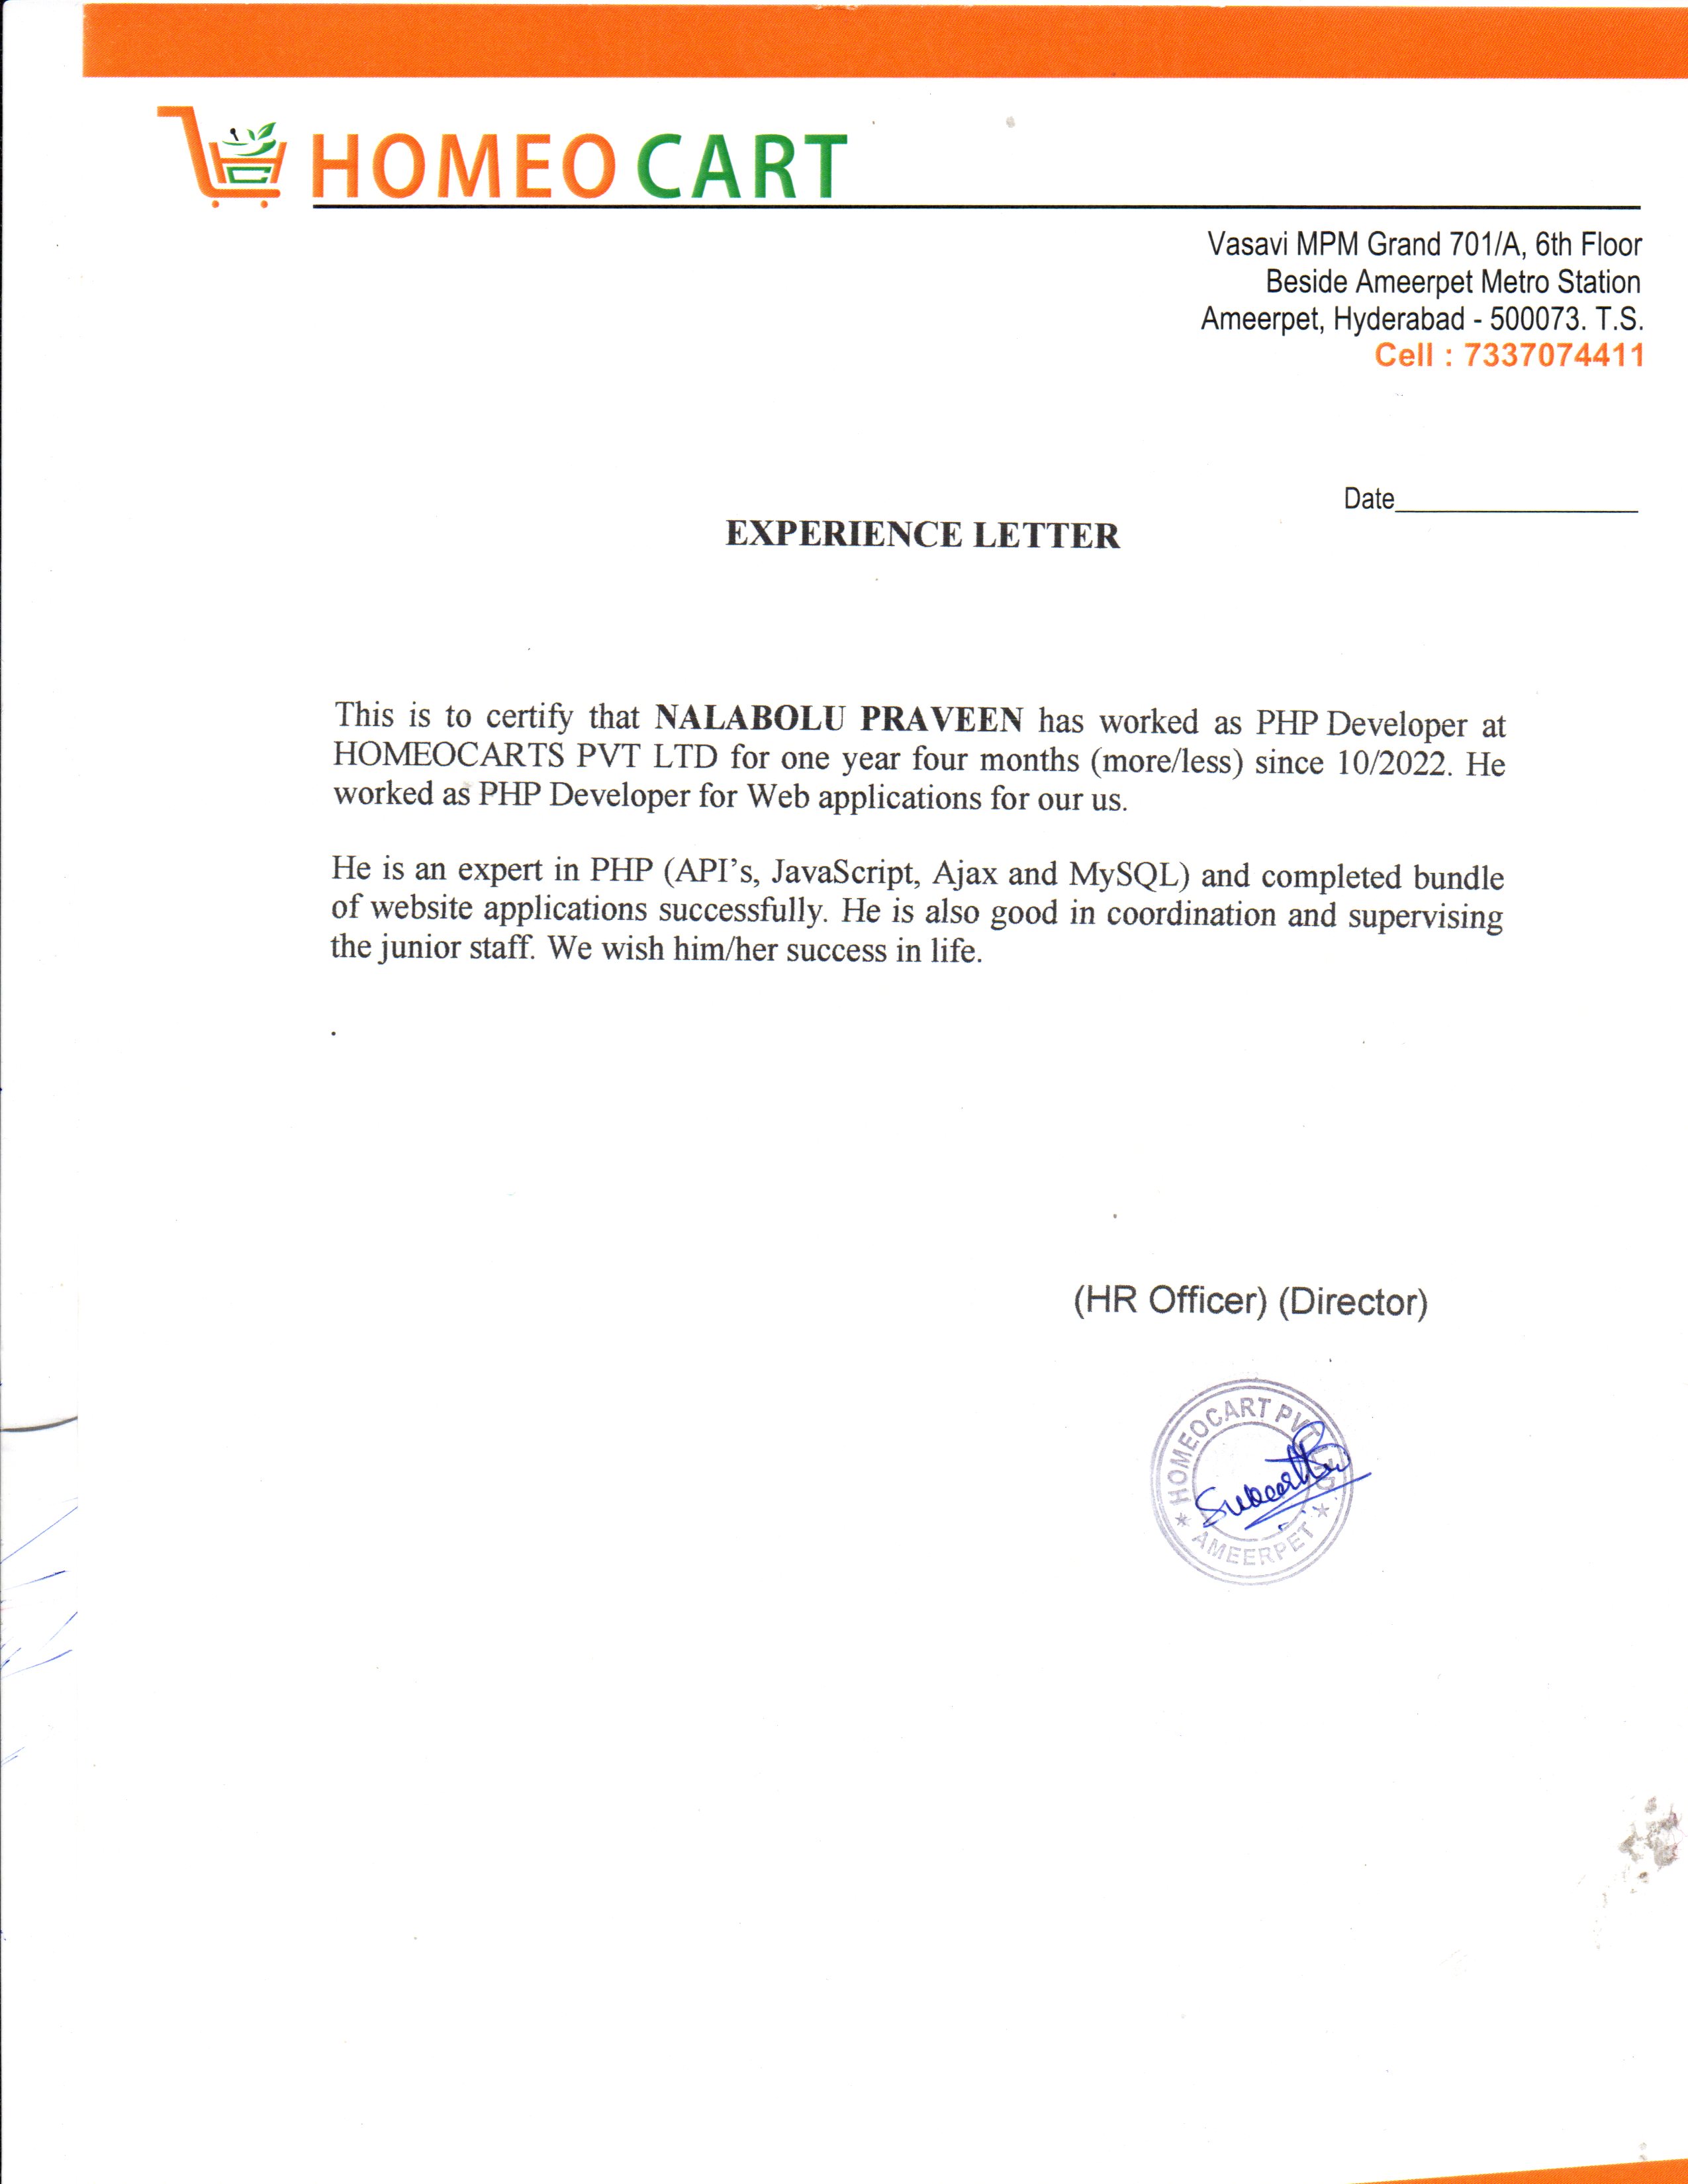 HOMEO CART
Vasavi MPM Grand 701/A, 6th Floor
Beside Ameerpet Metro Station
Ameerpet, Hyderabad - 500073. T.S.
Cell : 7337074411
Date
EXPERIENCE LETTER
This is to certify that NALABOLU PRAVEEN has worked as PHP Developer at
HOMEOCARTS PVT LTD for one year four months (more/less) since 10/2022. He
worked as PHP Developer for Web applications for our us.
He is an expert in PHP (API's, JavaScript, Ajax and MySQL) and completed bundle
of website applications successfully. He is also good in coordination and supervising
the junior staff. We wish him/her success in life.
(HR Officer) (Director)
HOMEOCART PVT LTD
* AMEERPET *